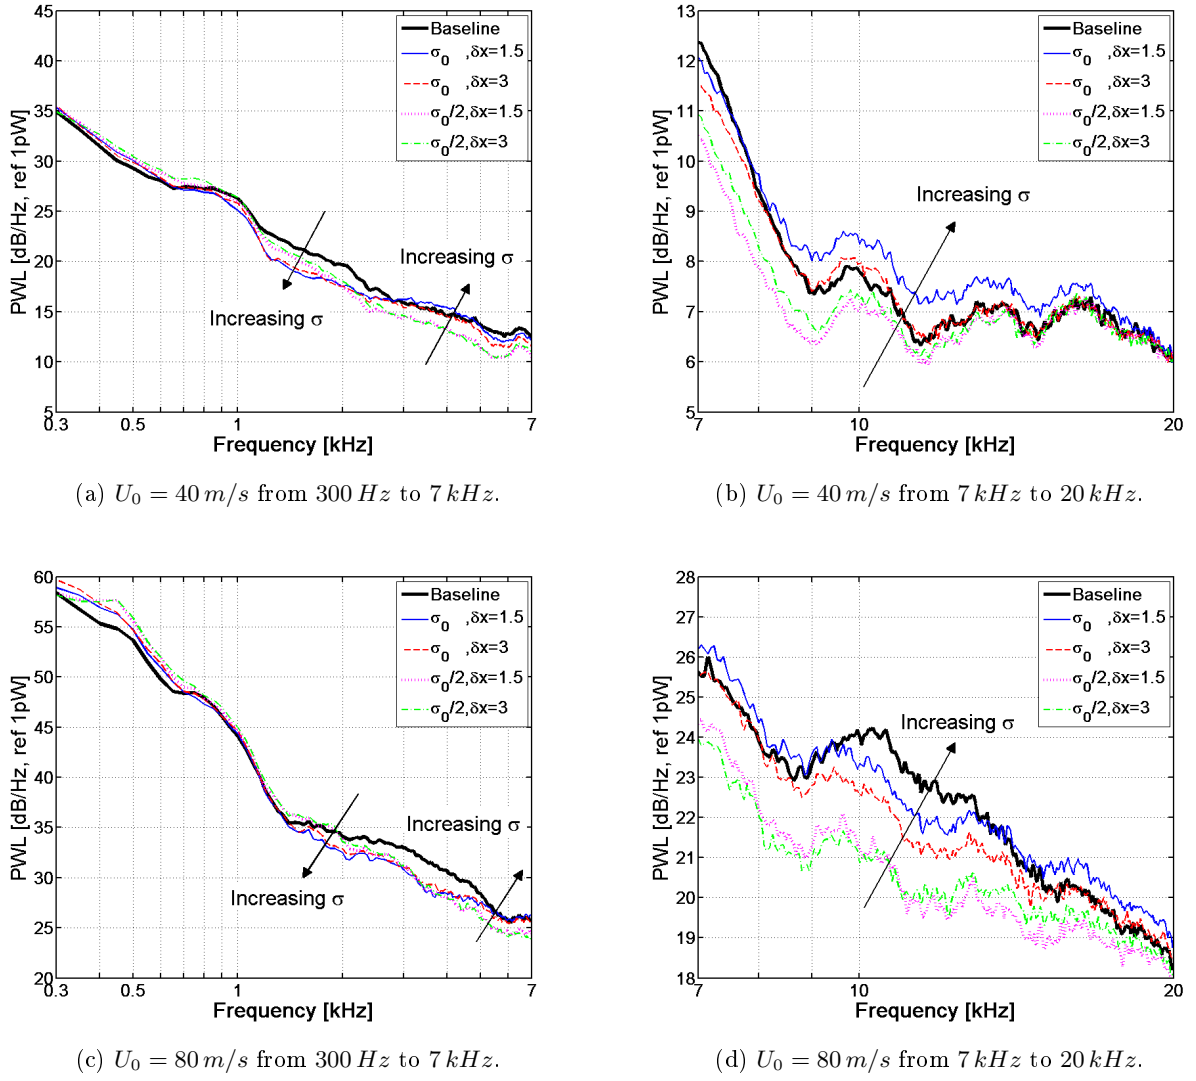 45
40
35
30
25
20
15
10
5
0.3
0.5
1
7
PWL [dB/Hz, ref 1pW]
Frequency [kHz]
Baseline
σ0 ,δx=1.5
σ0 ,δx=3
σ0/2,δx=1.5
σ0/2,δx=3
Increasing σ
Increasing σ
(a) U0 = 40 m/s from 300 Hz to 7 kHz.
13
12
11
10
9
8
7
6
5
7
10
20
PWL [dB/Hz, ref 1pW]
Frequency [kHz]
Baseline
σ0 ,δx=1.5
σ0 ,δx=3
σ0/2,δx=1.5
σ0/2,δx=3
Increasing σ
(b) U0 = 40 m/s from 7 kHz to 20 kHz.
60
55
50
45
40
35
30
25
20
0.3
0.5
1
7
PWL [dB/Hz, ref 1pW]
Frequency [kHz]
Baseline
σ0 ,δx=1.5
σ0 ,δx=3
σ0/2,δx=1.5
σ0/2,δx=3
Increasing σ
Increasing σ
(c) U0 = 80 m/s from 300 Hz to 7 kHz.
28
27
26
25
24
23
22
21
20
19
18
7
10
20
PWL [dB/Hz, ref 1pW]
Frequency [kHz]
Baseline
σ0 ,δx=1.5
σ0 ,δx=3
σ0/2,δx=1.5
σ0/2,δx=3
Increasing σ
(d) U0 = 80 m/s from 7 kHz to 20 kHz.